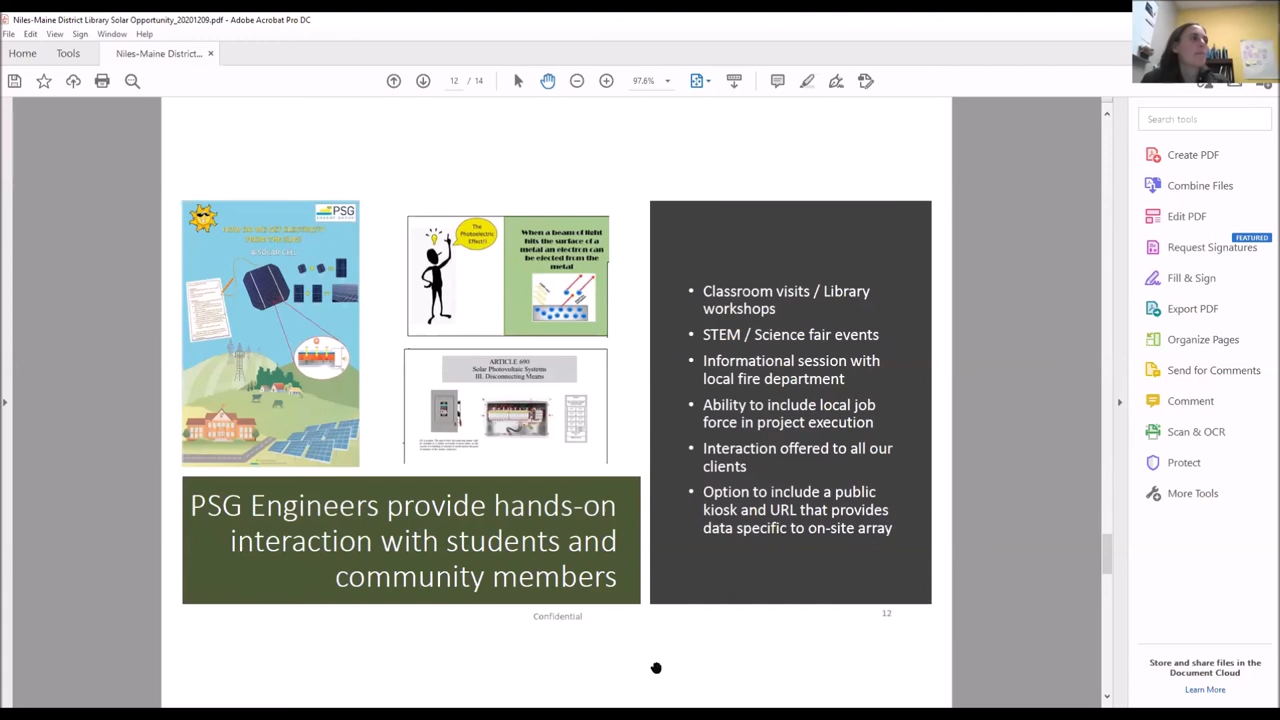 Niles-Maine District Library Solar Opportunity_20201209.pdf - Adobe Acrobat Pro DC
File Edit View Sign Window Help
Home Tools Niles-Maine District... ×
12 / 14 97.6%
Search tools
Create PDF
Combine Files
Edit PDF
FEATURED
Request Signatures
Fill & Sign
Export PDF
Organize Pages
Send for Comments
Comment
Scan & OCR
Protect
More Tools
Store and share files in the
Document Cloud
Learn More
PSG
& SOLAR CELL
The
Photoelectric
Effect!
When a beam of light
hits the surface of a
metal an electron can
be ejected from the
metal
ARTICLE 690
Solar Photovoltaic Systems
III. Disconnecting Means
PSG Engineers provide hands-on
interaction with students and
community members
• Classroom visits / Library
workshops
• STEM / Science fair events
• Informational session with
local fire department
• Ability to include local job
force in project execution
• Interaction offered to all our
clients
• Option to include a public
kiosk and URL that provides
data specific to on-site array
Confidential
12